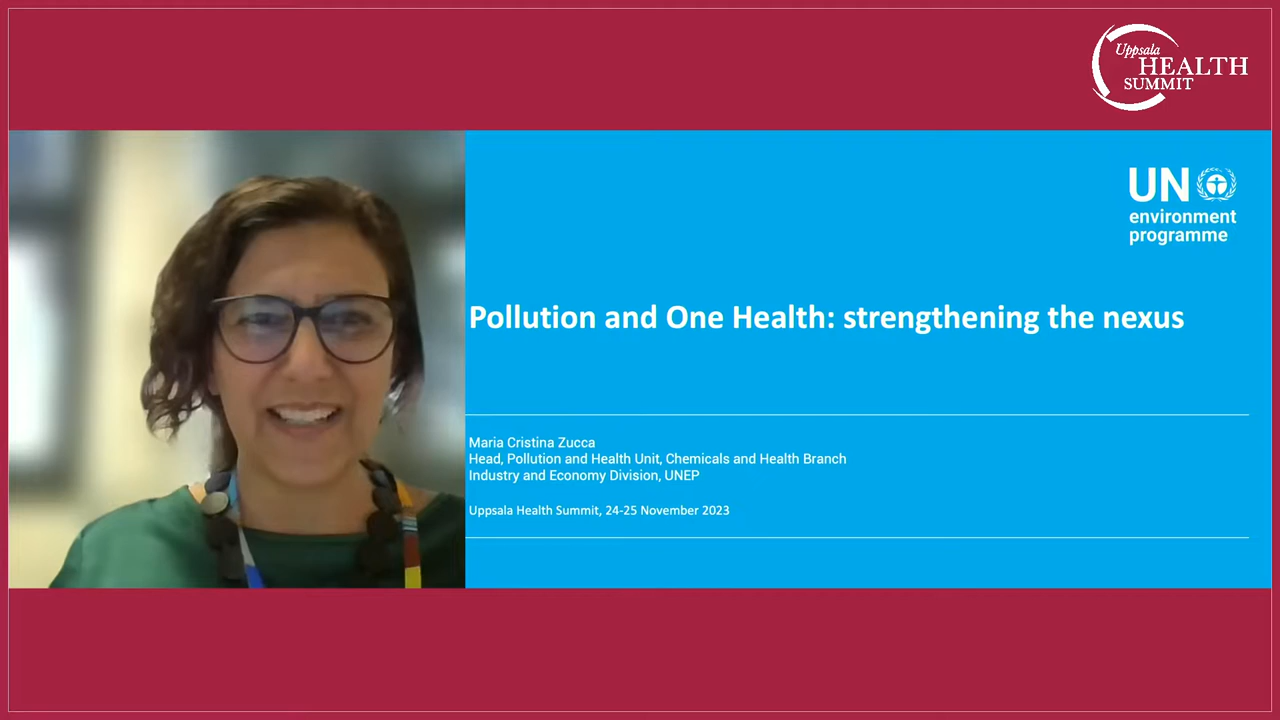 Uppsala
HEALTH
SUMMIT
UN
environment
programme
Pollution and One Health: strengthening the nexus
Maria Cristina Zucca
Head, Pollution and Health Unit, Chemicals and Health Branch
Industry and Economy Division, UNEP
Uppsala Health Summit, 24-25 November 2023